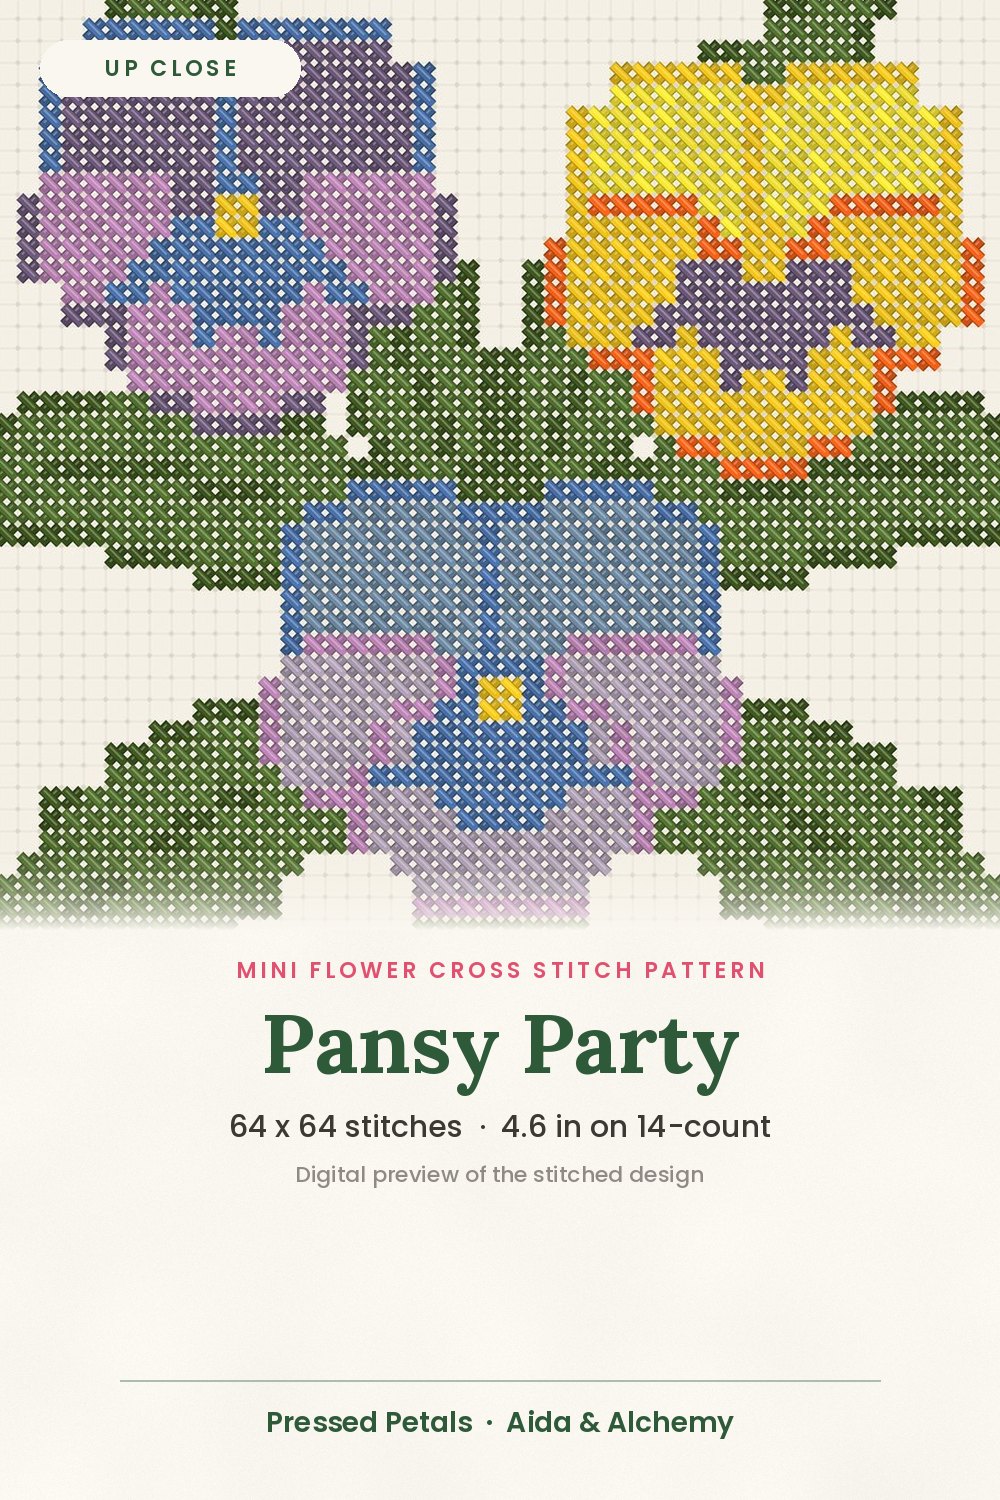 UP CLOSE
MINI FLOWER CROSS STITCH PATTERN
Pansy Party
64 x 64 stitches · 4.6 in on 14-count
Digital preview of the stitched design
Pressed Petals · Aida & Alchemy